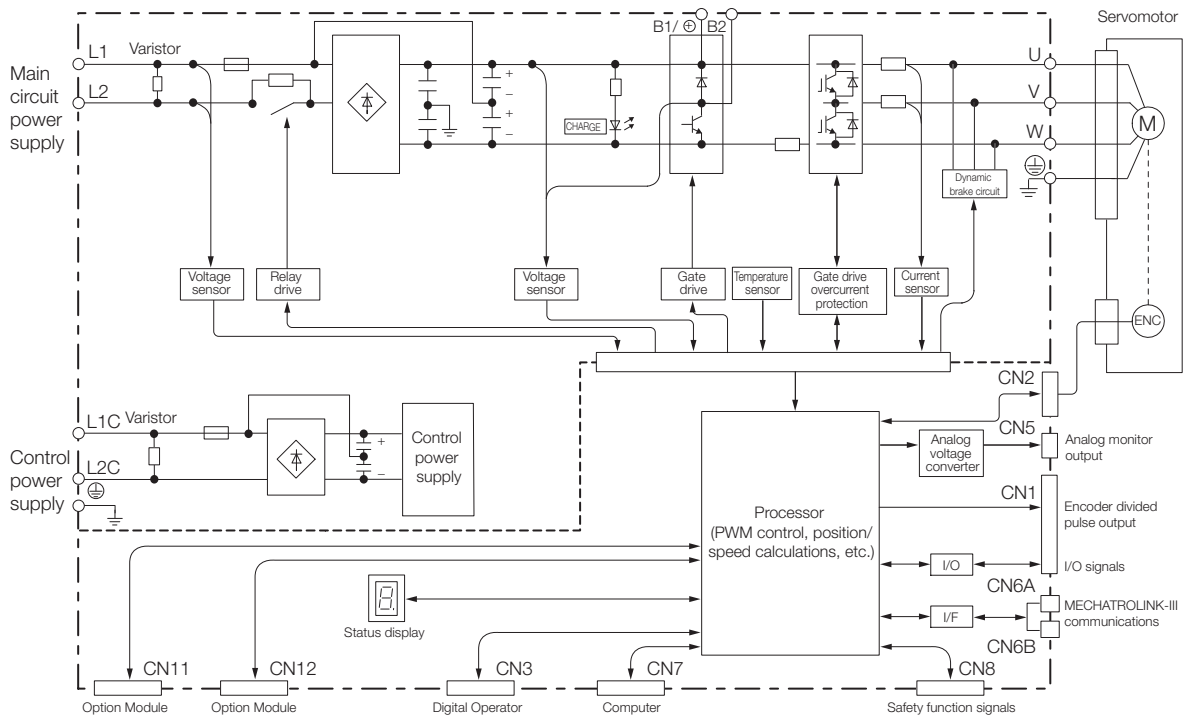 B1/ ⊕ B2
Servomotor
Main
circuit
power
supply
L1
Varistor
L2
+
−
+
−
CHARGE
U
V
W
M
Dynamic
brake circuit
Voltage
sensor
Relay
drive
Voltage
sensor
Gate
drive
Temperature
sensor
Gate drive
overcurrent
protection
Current
sensor
ENC
CN2
L1C
Varistor
Control
power
supply
L2C
+
−
Control
power
supply
CN5
Analog
voltage
converter
Analog monitor
output
CN1
Processor
(PWM control, position/
speed calculations, etc.)
Encoder divided
pulse output
I/O
I/O signals
CN6A
I/F
MECHATROLINK-III
communications
CN6B
8.
Status display
CN11
CN12
CN3
CN7
CN8
Option Module
Option Module
Digital Operator
Computer
Safety function signals